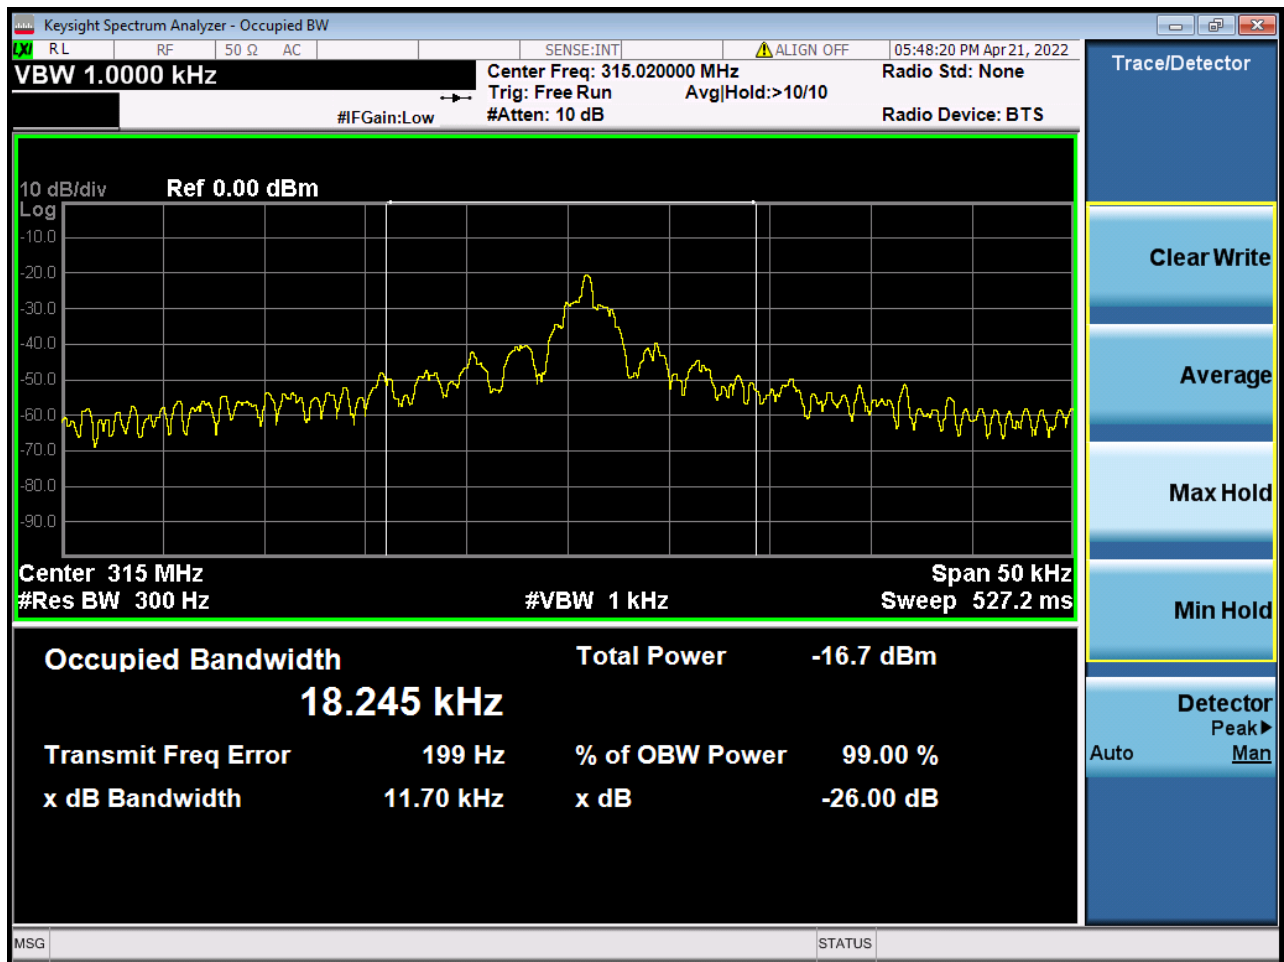 Keysight Spectrum Analyzer - Occupied BW
LXI RL RF 50 Ω AC SENSE:INT ALIGN OFF 05:48:20 PM Apr 21, 2022
VBW 1.0000 kHz
Center Freq: 315.020000 MHz
Radio Std: None
Trig: Free Run
Avg|Hold:>10/10
#IFGain:Low
#Atten: 10 dB
Radio Device: BTS
10 dB/div
Ref 0.00 dBm
Log
-10.0
-20.0
-30.0
-40.0
-50.0
-60.0
-70.0
-80.0
-90.0
Center 315 MHz
Span 50 kHz
#Res BW 300 Hz
#VBW 1 kHz
Sweep 527.2 ms
Occupied Bandwidth
18.245 kHz
Total Power -16.7 dBm
Transmit Freq Error 199 Hz
% of OBW Power 99.00 %
x dB Bandwidth 11.70 kHz
x dB -26.00 dB
Trace/Detector
Clear Write
Average
Max Hold
Min Hold
Detector
Peak▶
Auto Man
MSG
STATUS